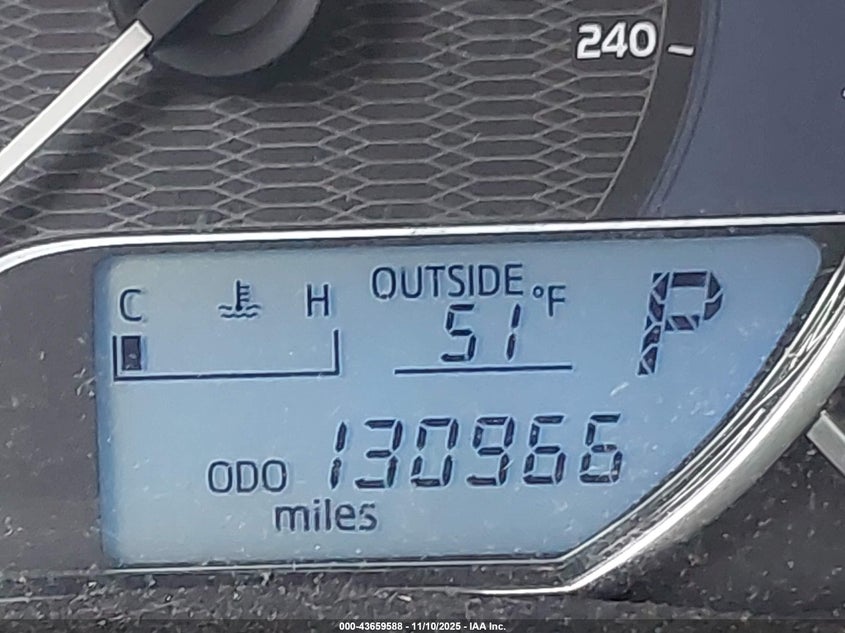 240
OUTSIDE °F
C H
51
P
ODO 130966
miles
000-43659588 - 11/10/2025 - IAA Inc.